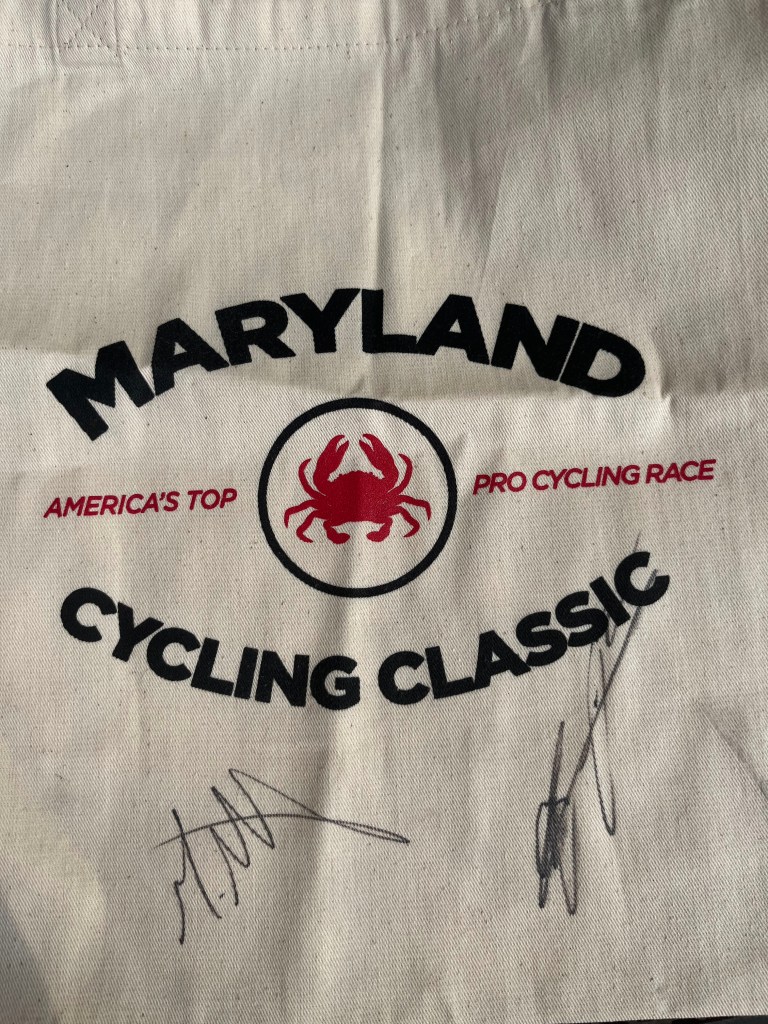 MARYLAND
AMERICA'S TOP PRO CYCLING RACE
CYCLING CLASSIC